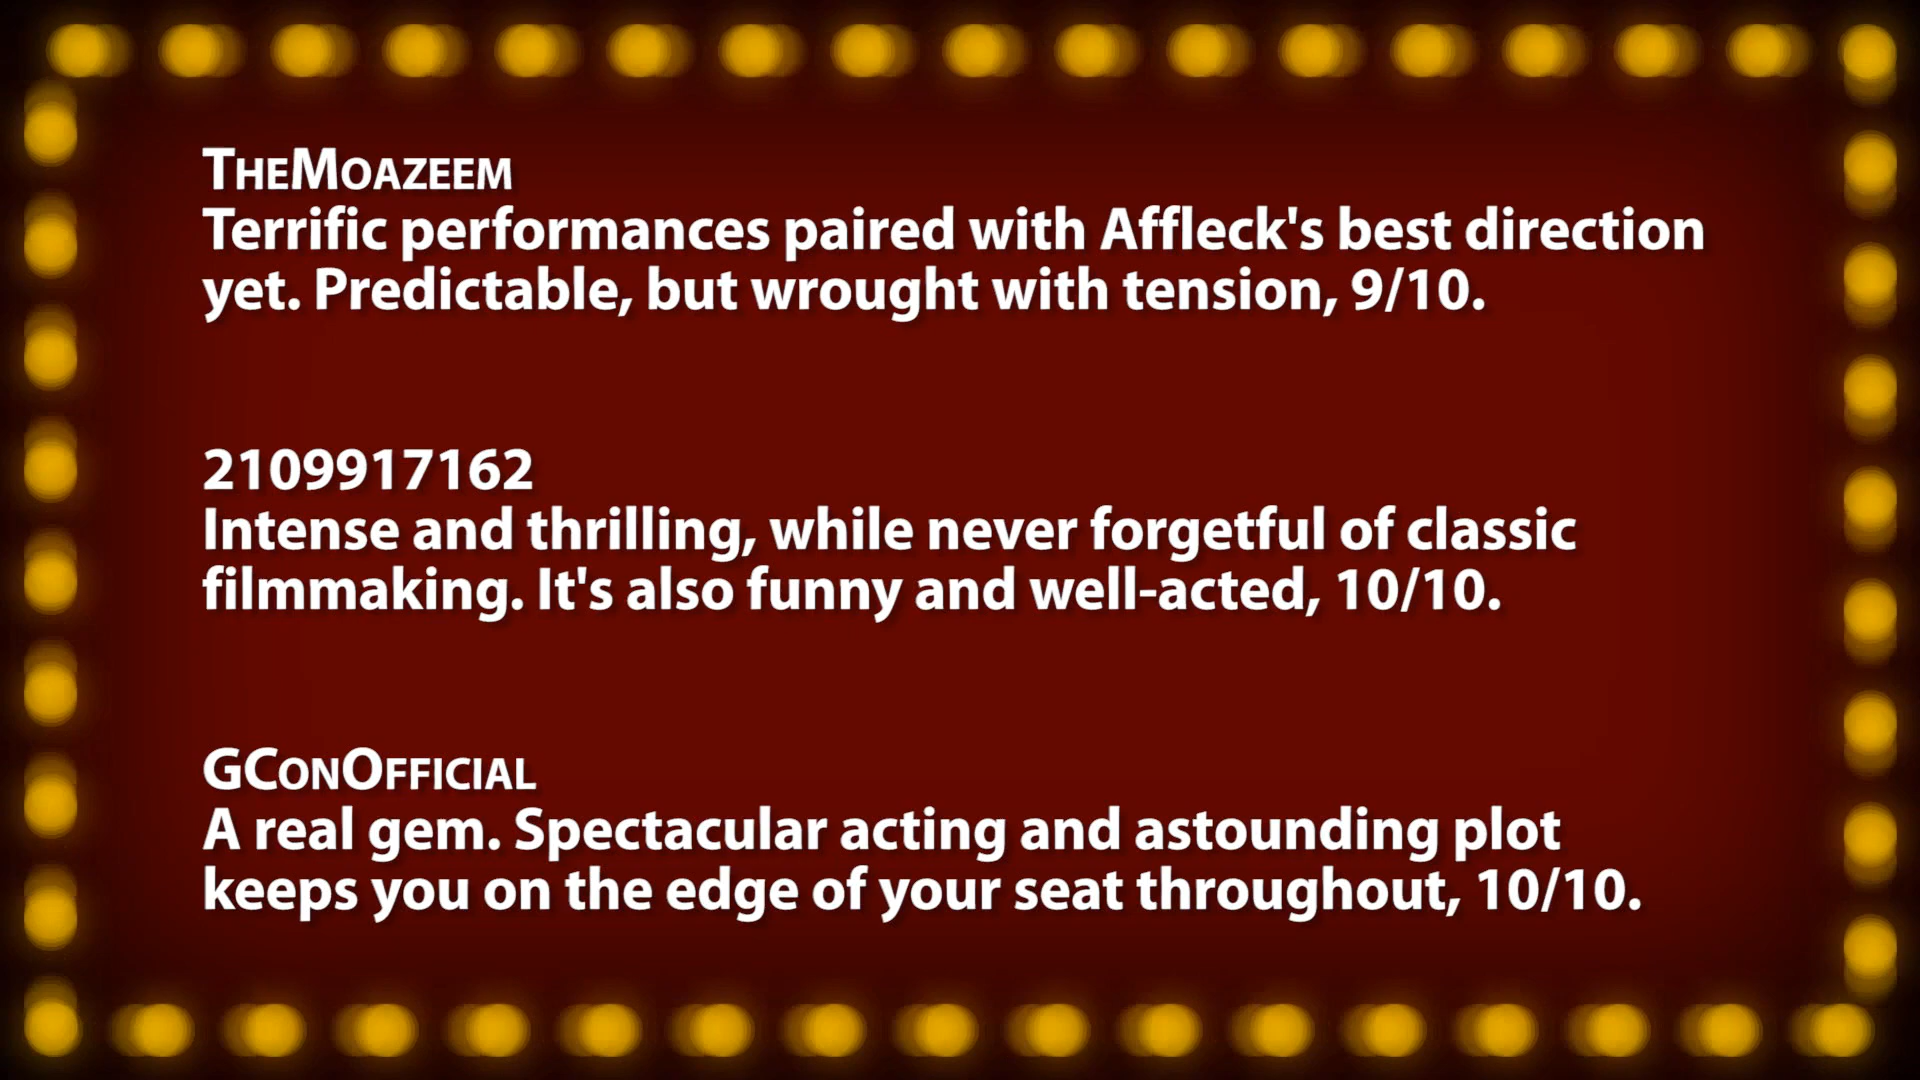 TheMoazeem
Terrific performances paired with Affleck's best direction
yet. Predictable, but wrought with tension, 9/10.
2109917162
Intense and thrilling, while never forgetful of classic
filmmaking. It's also funny and well-acted, 10/10.
GConOfficial
A real gem. Spectacular acting and astounding plot
keeps you on the edge of your seat throughout, 10/10.